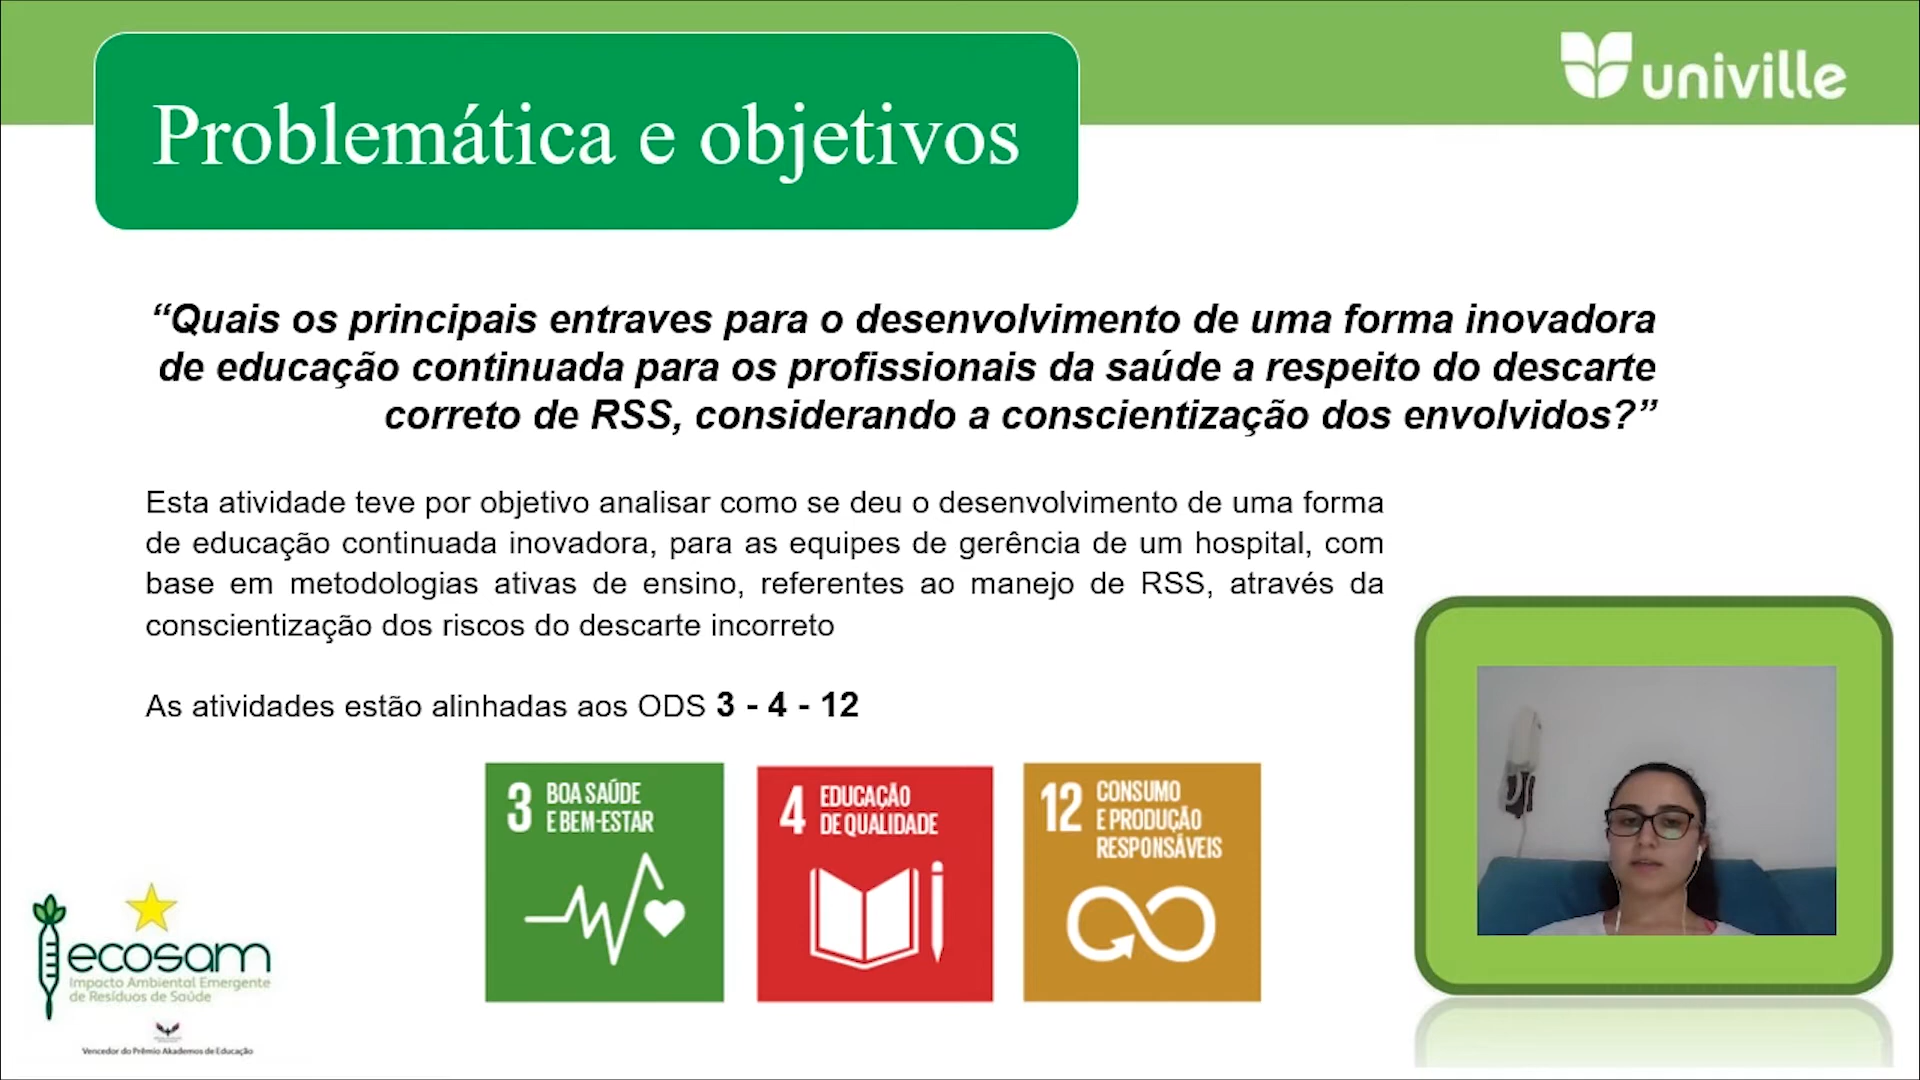 Problemática e objetivos
univille
“Quais os principais entraves para o desenvolvimento de uma forma inovadora
de educação continuada para os profissionais da saúde a respeito do descarte
correto de RSS, considerando a conscientização dos envolvidos?”
Esta atividade teve por objetivo analisar como se deu o desenvolvimento de uma forma
de educação continuada inovadora, para as equipes de gerência de um hospital, com
base em metodologias ativas de ensino, referentes ao manejo de RSS, através da
conscientização dos riscos do descarte incorreto
As atividades estão alinhadas aos ODS 3 - 4 - 12
3 BOA SAÚDE
E BEM-ESTAR
4 EDUCAÇÃO
DE QUALIDADE
12 CONSUMO
E PRODUÇÃO
RESPONSÁVEIS
ecosam
Impacto Ambiental Emergente
de Resíduos de Saúde
Vencedor do Prêmio Akademos de Educação